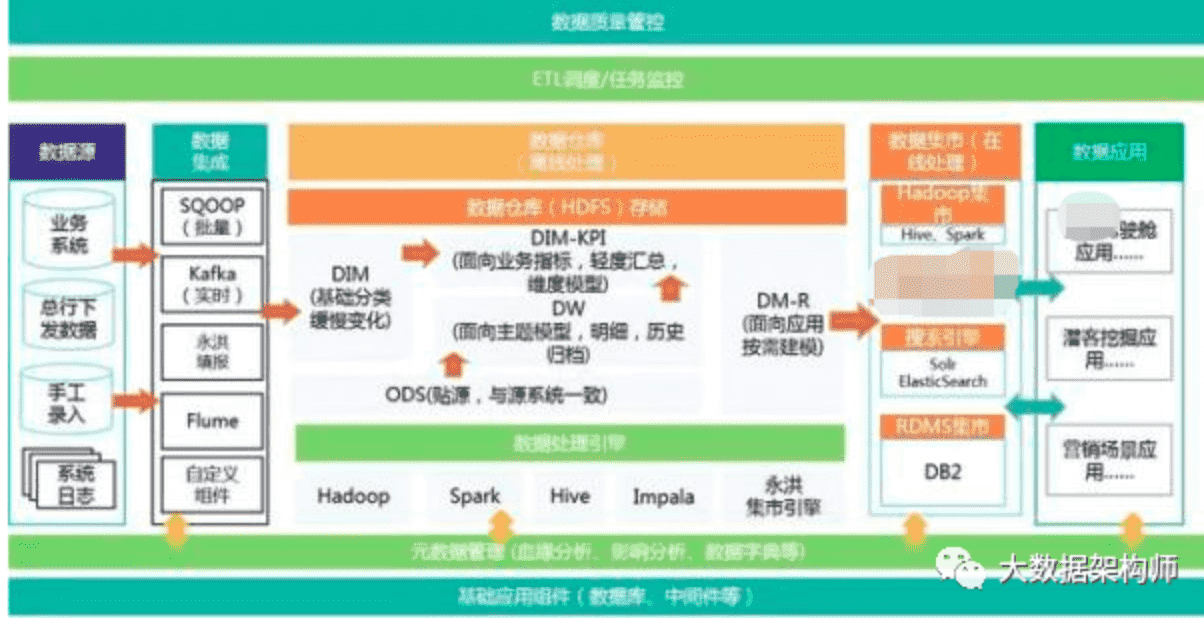 数据质量管控
ETL调度/任务监控
数据源
业务
系统
总行下
发数据
手工
录入
系统
日志
数据
集成
SQOOP
（批量）
Kafka
（实时）
永洪
填报
Flume
自定义
组件
数据仓库
（离线处理）
数据仓库（HDFS）存储
DIM
(基础分类
缓慢变化)
DIM-KPI
(面向业务指标，轻度汇总，
维度模型)
DW
(面向主题模型，明细，历史
归档)
ODS(贴源，与源系统一致)
DM-R
(面向应用
按需建模)
数据处理引擎
Hadoop
Spark
Hive
Impala
永洪
集市引擎
数据集市（在
线处理）
Hadoop集
市
Hive、Spark
搜索引擎
Solr
ElasticSearch
RDMS集市
DB2
数据应用
驶舱
应用......
潜客挖掘应
用......
营销场景应
用......
元数据管理 (血缘分析、影响分析、数据字典等)
基础应用组件（数据库、中间件等）
大数据架构师